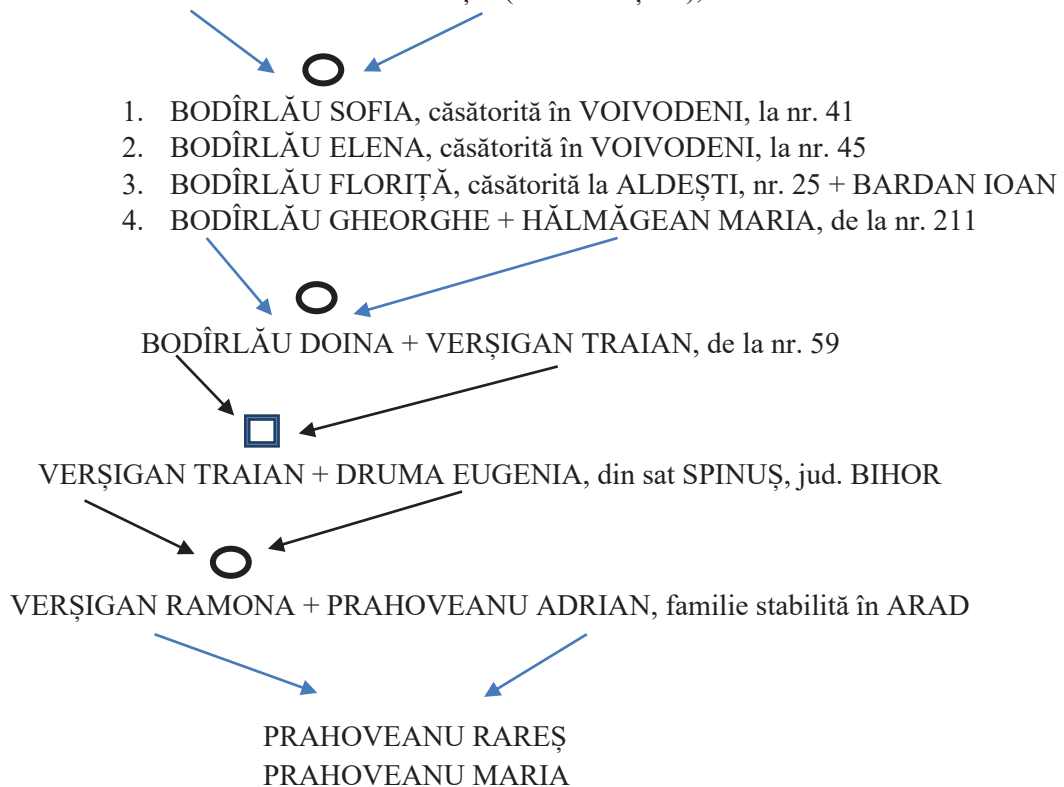 1. BODÎRLĂU SOFIA, căsătorită în VOIVODENI, la nr. 41
2. BODÎRLĂU ELENA, căsătorită în VOIVODENI, la nr. 45
3. BODÎRLĂU FLORIȚĂ, căsătorită la ALDEȘTI, nr. 25 + BARDAN IOAN
4. BODÎRLĂU GHEORGHE + HĂLMĂGEAN MARIA, de la nr. 211
BODÎRLĂU DOINA + VERȘIGAN TRAIAN, de la nr. 59
VERȘIGAN TRAIAN + DRUMA EUGENIA, din sat SPINUȘ, jud. BIHOR
VERȘIGAN RAMONA + PRAHOVEANU ADRIAN, familie stabilită în ARAD
PRAHOVEANU RAREȘ
PRAHOVEANU MARIA